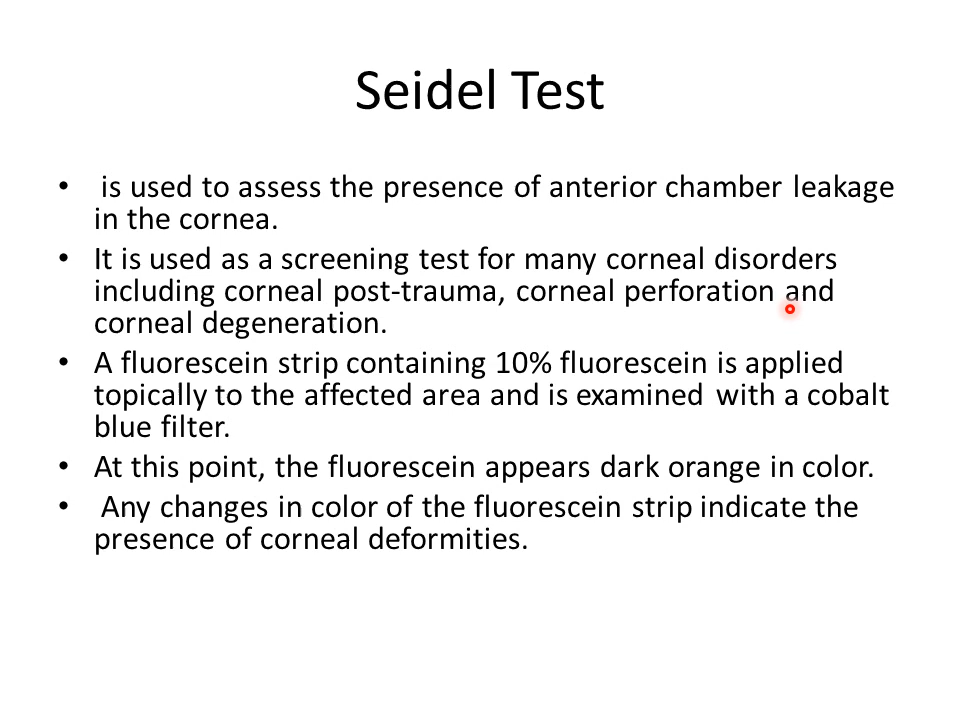 Seidel Test
• is used to assess the presence of anterior chamber leakage
in the cornea.
• It is used as a screening test for many corneal disorders
including corneal post-trauma, corneal perforation and
corneal degeneration.
• A fluorescein strip containing 10% fluorescein is applied
topically to the affected area and is examined with a cobalt
blue filter.
• At this point, the fluorescein appears dark orange in color.
• Any changes in color of the fluorescein strip indicate the
presence of corneal deformities.